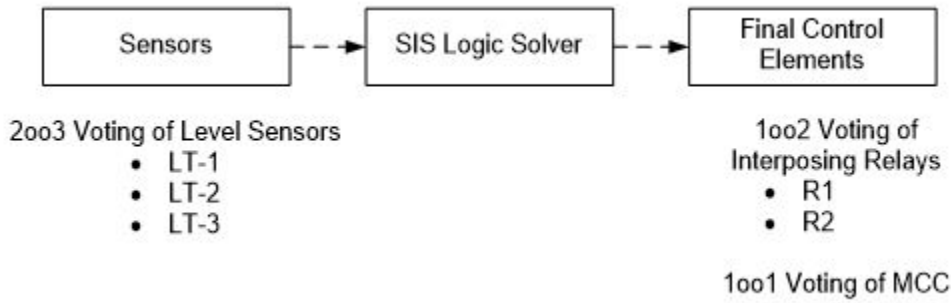 Sensors
SIS Logic Solver
Final Control
Elements
2oo3 Voting of Level Sensors
• LT-1
• LT-2
• LT-3
1oo2 Voting of
Interposing Relays
• R1
• R2
1oo1 Voting of MCC